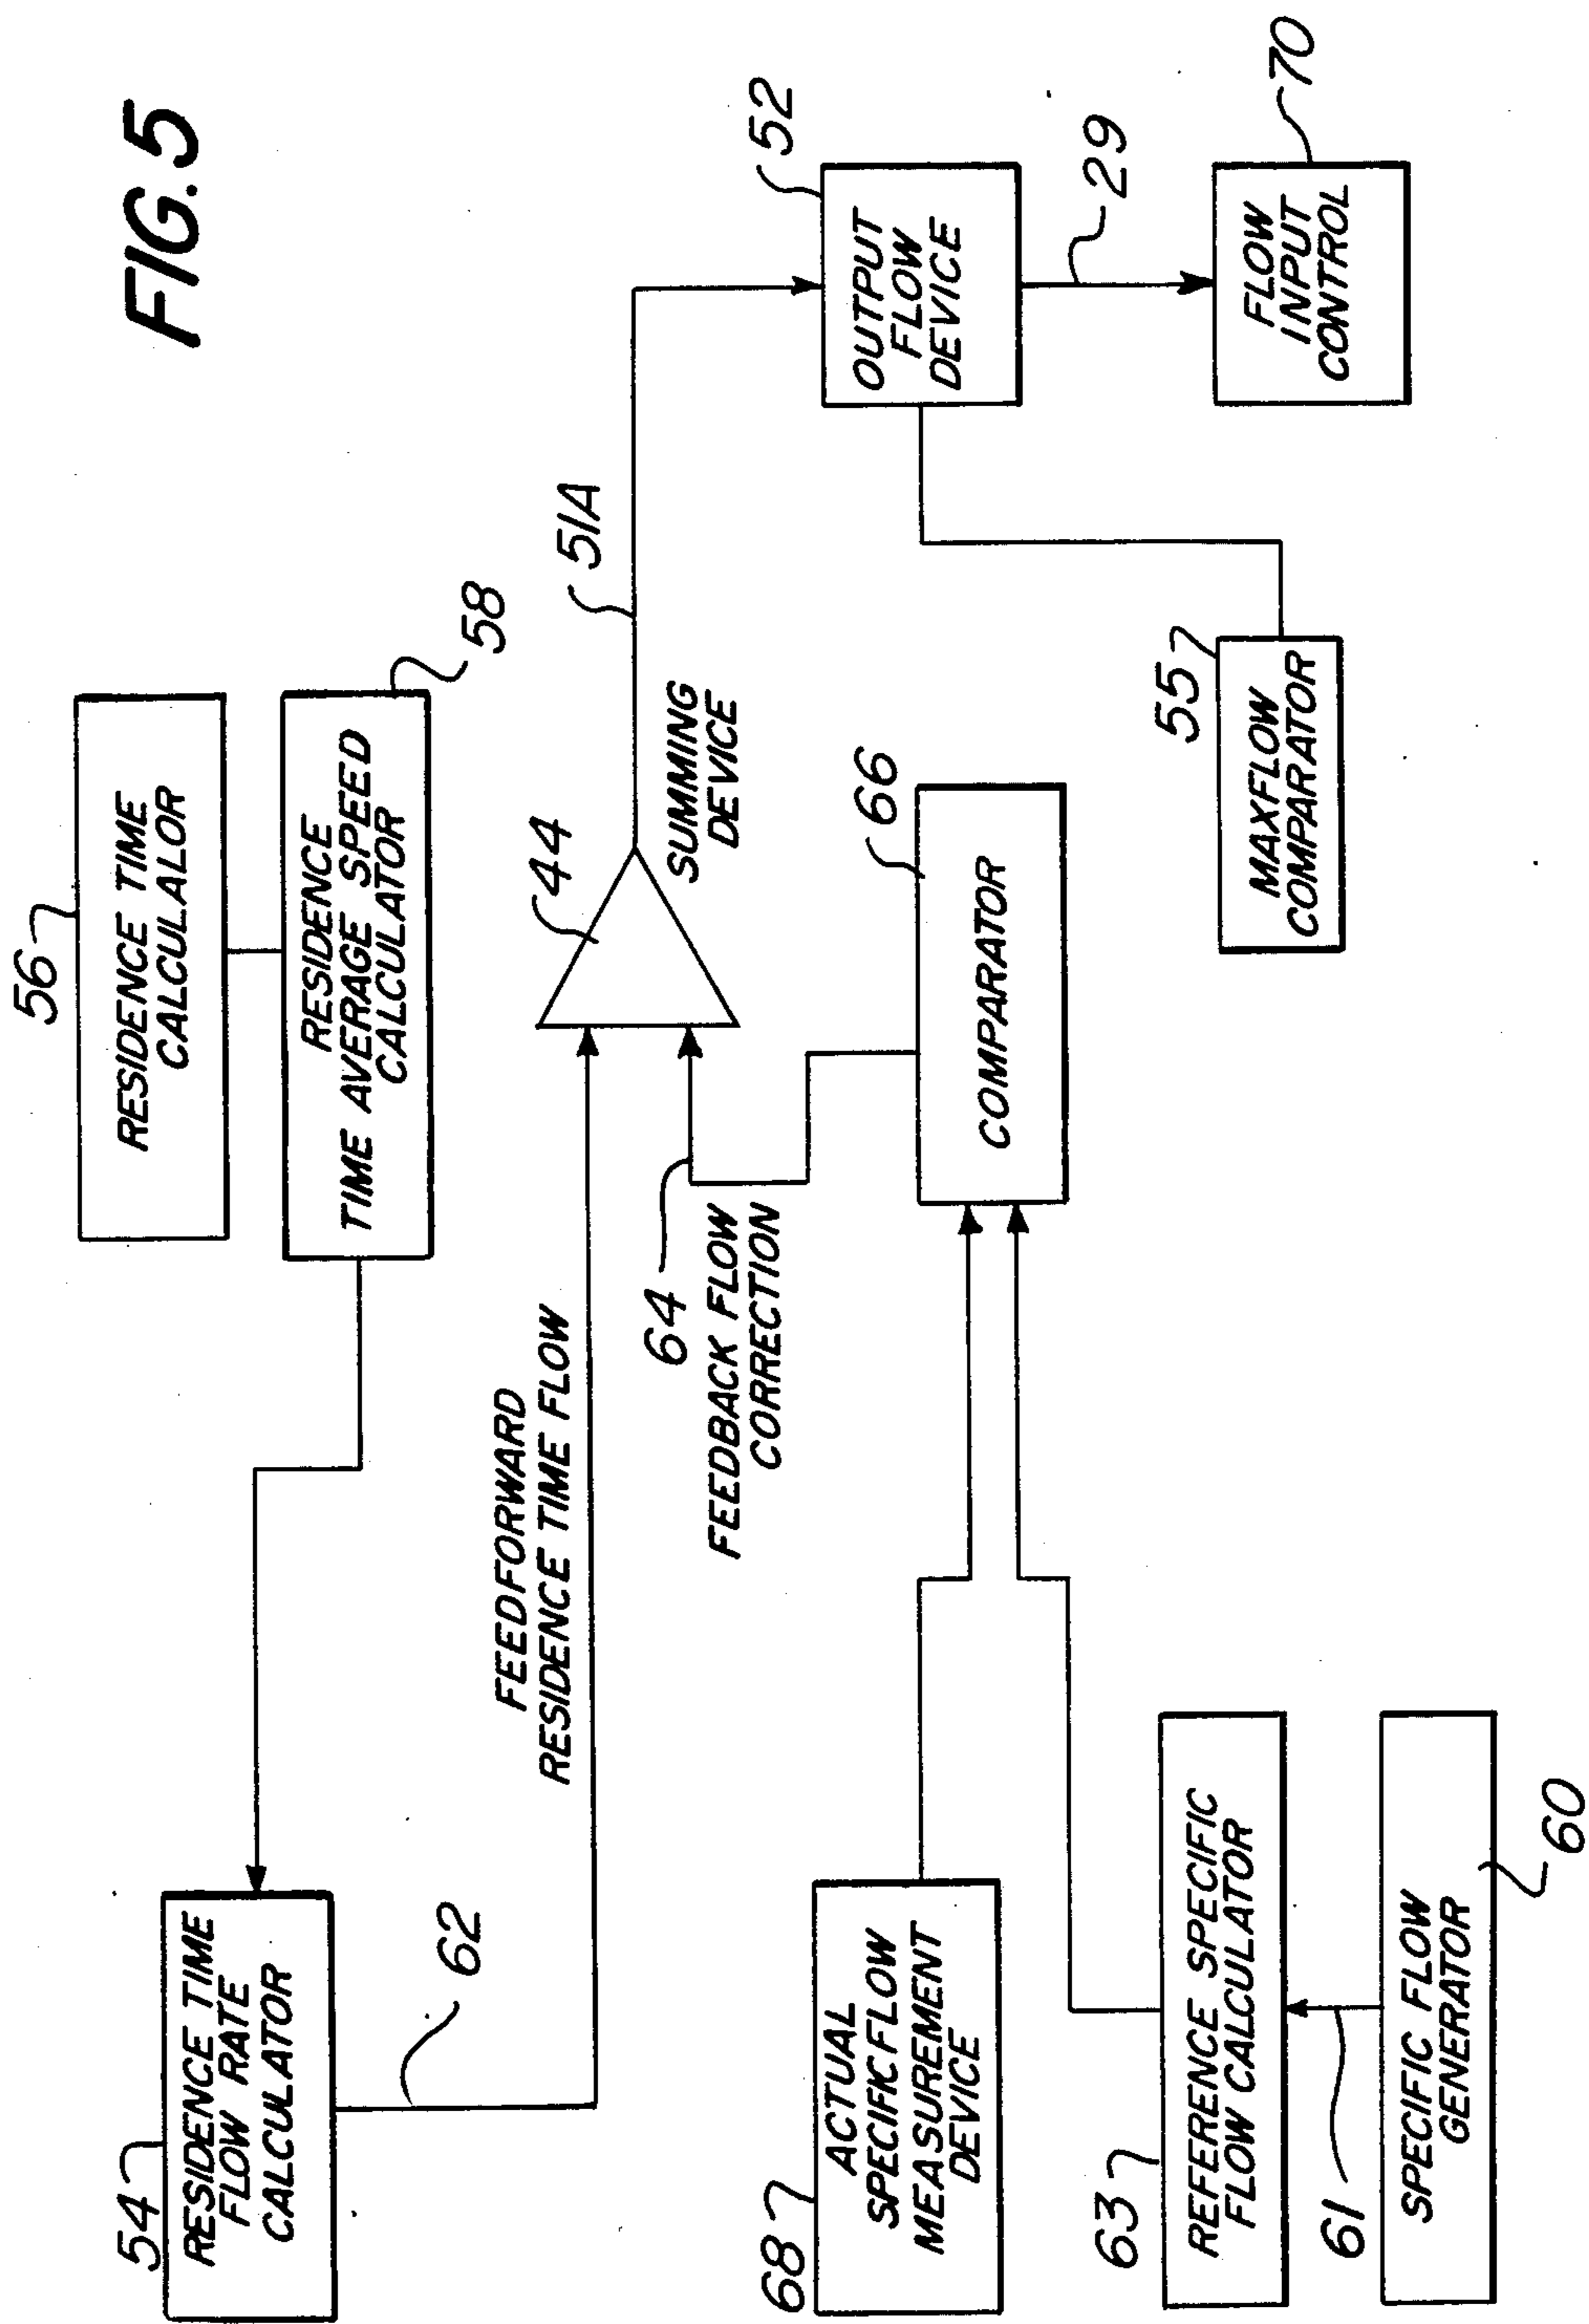 FIG. 5
54
RESIDENCE TIME
FLOW RATE
CALCULATOR
62
56
RESIDENCE TIME
CALCULALOR
RESIDENCE
TIME AVERAGE SPEED
CALCULATOR
58
FEEDFORWARD
RESIDENCE TIME FLOW
44
SUMMING
DEVICE
51A
64
FEEDBACK FLOW
CORRECTION
68
ACTUAL
SPECIFIC FLOW
MEASUREMENT
DEVICE
66
COMPARATOR
52
OUTPUT
FLOW
DEVICE
29
63
REFERENCE SPECIFIC
FLOW CALCULATOR
61
SPECIFIC FLOW
GENERATOR
60
55
MAXFLOW
COMPARATOR
FLOW
INPUT
CONTROL
70